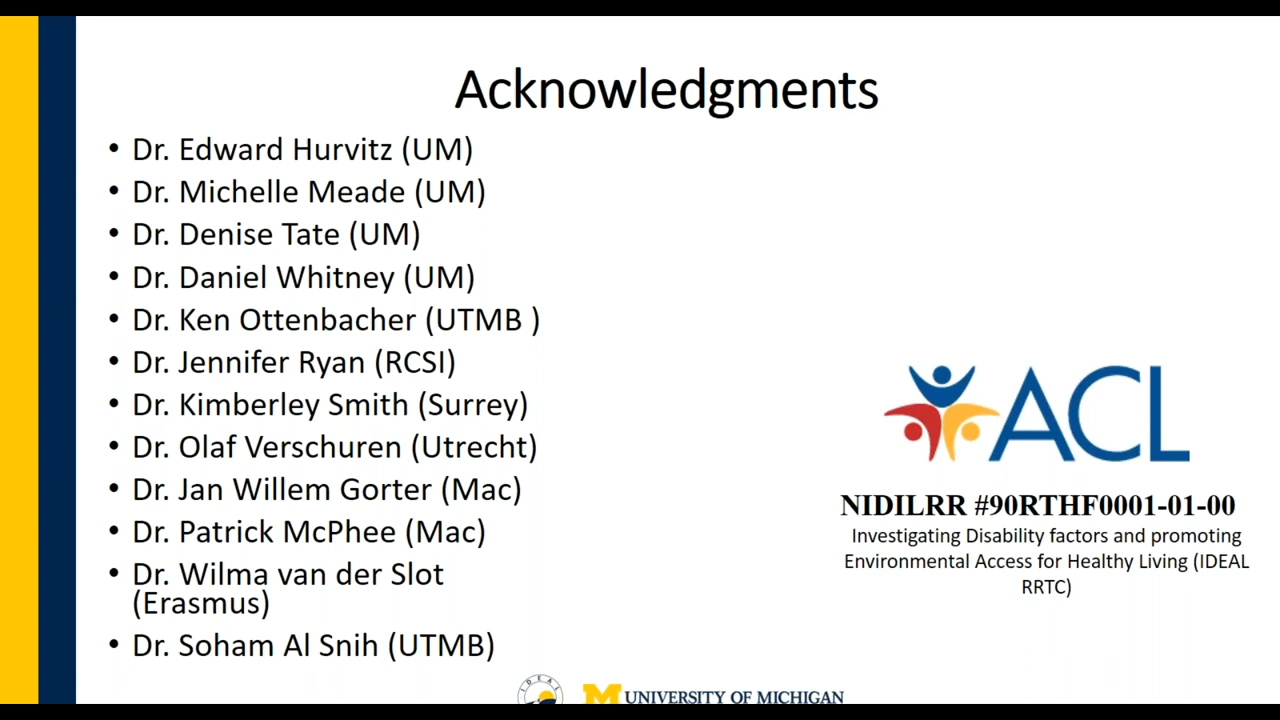 Acknowledgments
• Dr. Edward Hurvitz (UM)
• Dr. Michelle Meade (UM)
• Dr. Denise Tate (UM)
• Dr. Daniel Whitney (UM)
• Dr. Ken Ottenbacher (UTMB )
• Dr. Jennifer Ryan (RCSI)
• Dr. Kimberley Smith (Surrey)
• Dr. Olaf Verschuren (Utrecht)
• Dr. Jan Willem Gorter (Mac)
• Dr. Patrick McPhee (Mac)
• Dr. Wilma van der Slot
(Erasmus)
• Dr. Soham Al Snih (UTMB)
ACL
NIDILRR #90RTHF0001-01-00
Investigating Disability factors and promoting
Environmental Access for Healthy Living (IDEAL
RRTC)
IDEAL
M UNIVERSITY OF MICHIGAN